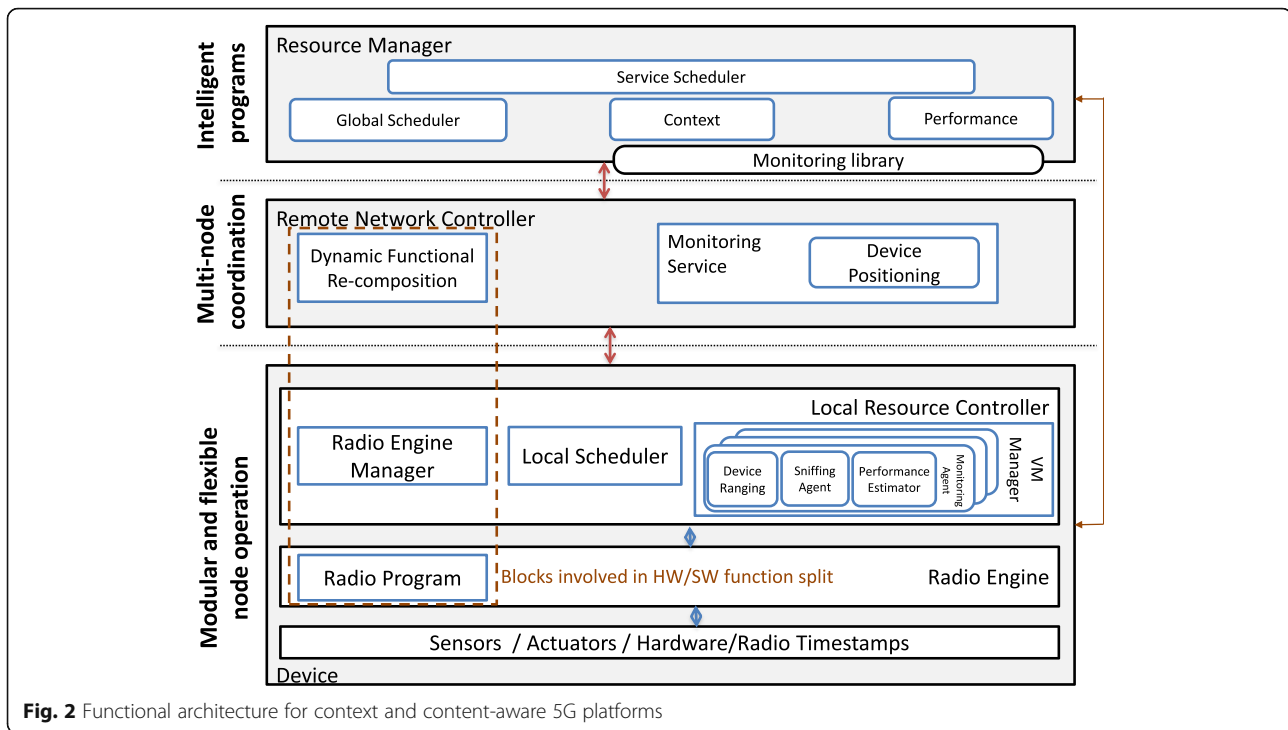 Intelligent
programs
Resource Manager
Service Scheduler
Global Scheduler
Context
Performance
Monitoring library
Multi-node
coordination
Remote Network Controller
Dynamic Functional
Re-composition
Monitoring
Service
Device
Positioning
Modular and flexible
node operation
Local Resource Controller
Radio Engine
Manager
Local Scheduler
Device
Ranging
Sniffing
Agent
Performance
Estimator
Monitoring
Agent
VM
Manager
Radio Program
Blocks involved in HW/SW function split
Radio Engine
Sensors / Actuators / Hardware/Radio Timestamps
Device
Fig. 2 Functional architecture for context and content-aware 5G platforms